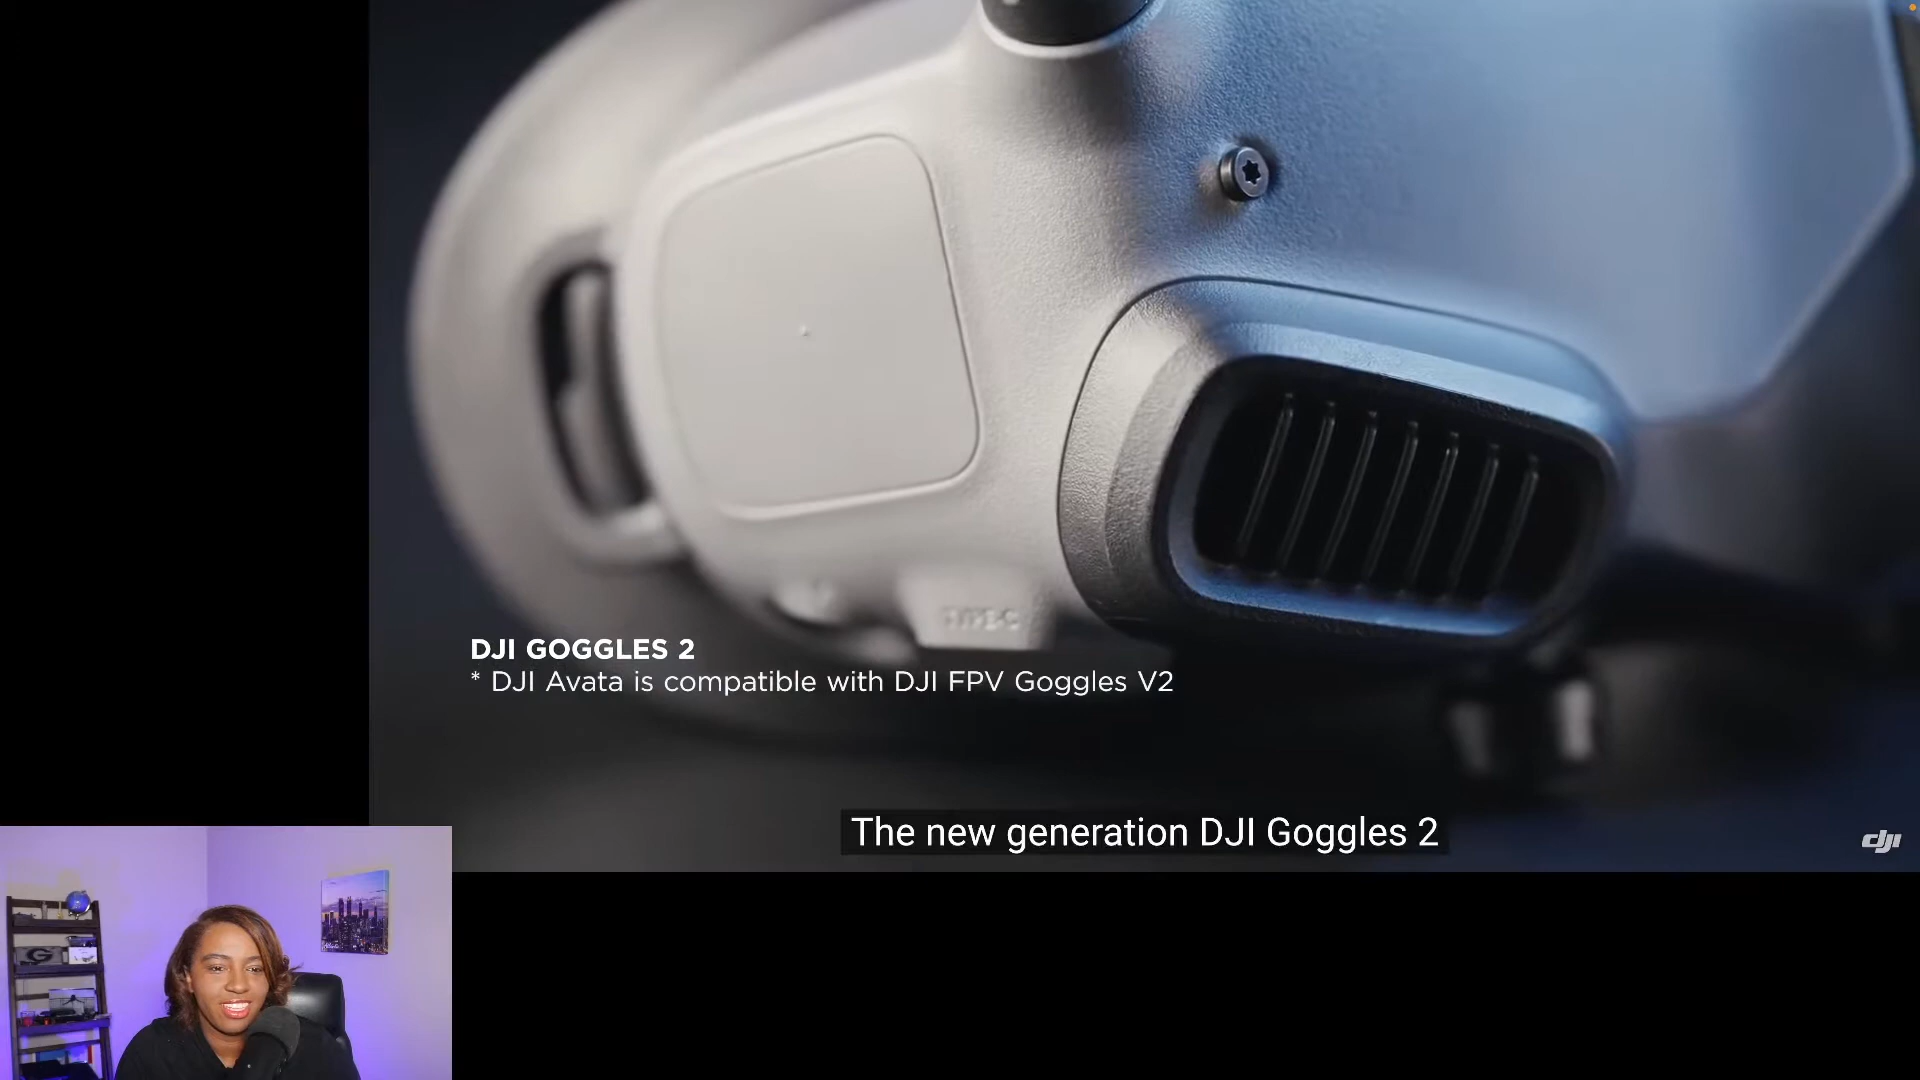 DJI GOGGLES 2
* DJI Avata is compatible with DJI FPV Goggles V2
The new generation DJI Goggles 2
dji